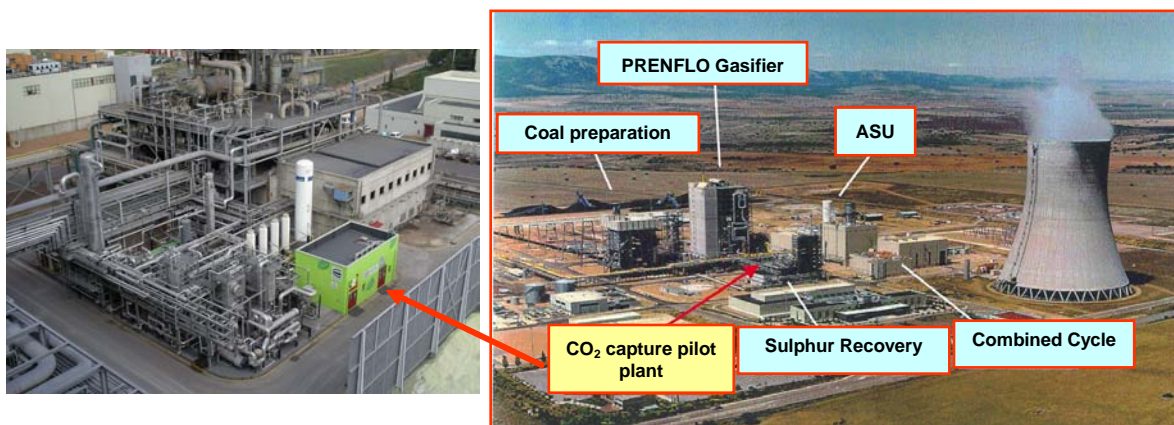 PRENFLO Gasifier
Coal preparation
ASU
CO₂ capture pilot
plant
Sulphur Recovery
Combined Cycle